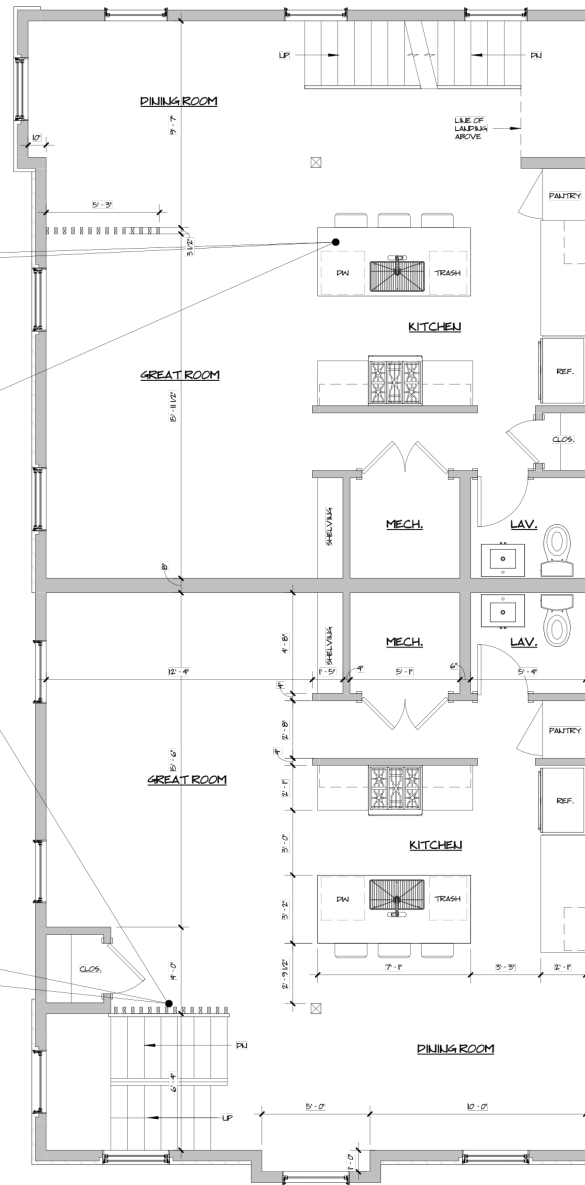 UP
DN
DINING ROOM
9' - 7"
LINE OF
LANDING
ABOVE
10"
PANTRY
5' - 3"
3 1/2"
DW
TRASH
KITCHEN
GREAT ROOM
REF.
15' - 11 1/2"
CLOS.
SHELVING
MECH.
LAV.
8"
SHELVING
MECH.
LAV.
4' - 8"
12' - 4"
1' - 5"
4"
5' - 1"
6"
5' - 4"
4"
2' - 8"
PANTRY
4"
15' - 6"
GREAT ROOM
2' - 1"
REF.
3' - 0"
KITCHEN
DW
TRASH
3' - 2"
CLOS.
4' - 0"
2' - 9 1/2"
7' - 1"
3' - 3"
2' - 1"
DN
DINING ROOM
6' - 4"
UP
5' - 0"
10' - 0"
1' - 0"